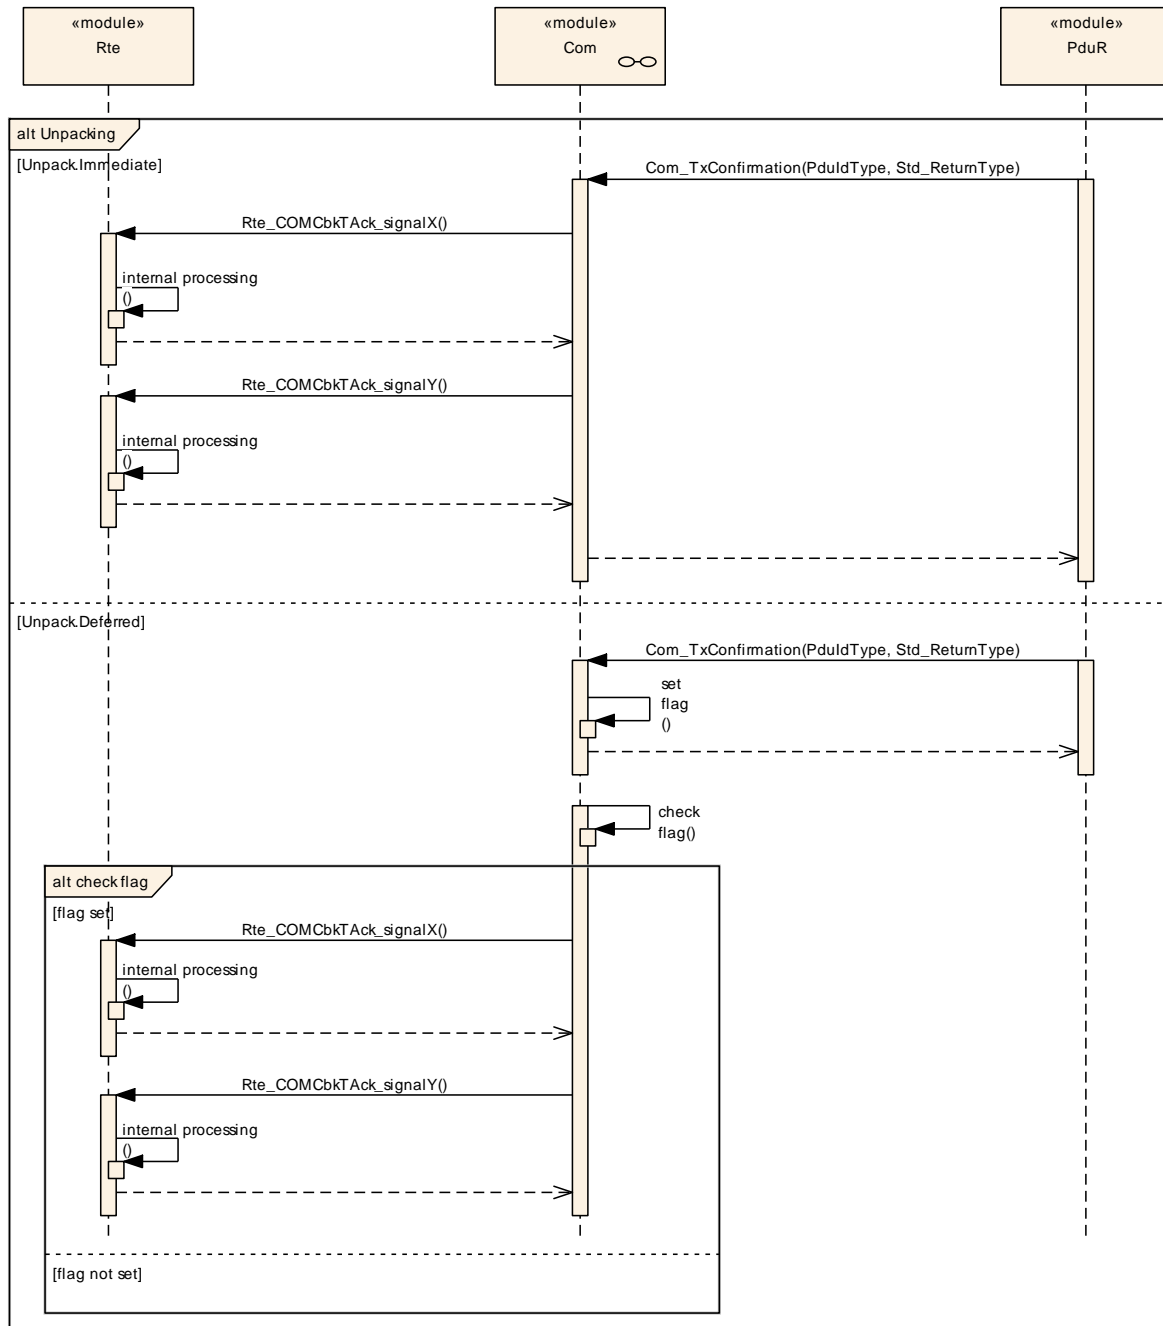 «module»
Rte
«module»
Com
«module»
PduR
alt Unpacking
[Unpack.Immediate]
Com_TxConfirmation(PduIdType, Std_ReturnType)
Rte_COMCbkTAck_signalX()
internal processing
()
Rte_COMCbkTAck_signalY()
internal processing
()
[Unpack.Deferred]
Com_TxConfirmation(PduIdType, Std_ReturnType)
set
flag
()
check
flag()
alt check flag
[flag set]
Rte_COMCbkTAck_signalX()
internal processing
()
Rte_COMCbkTAck_signalY()
internal processing
()
[flag not set]